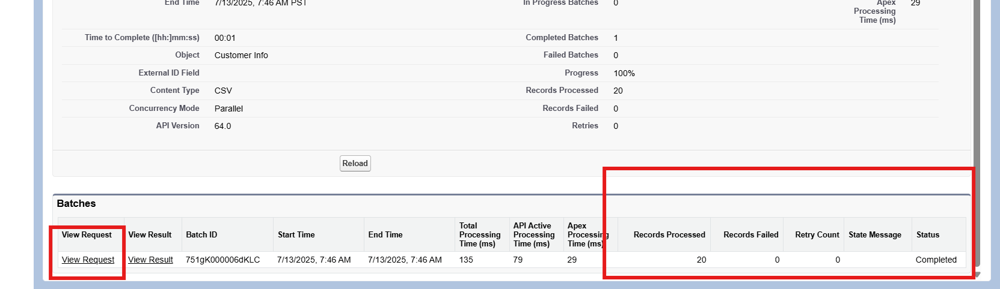 End Time 7/13/2025, 7:46 AM PST In Progress Batches 0 Apex Processing Time (ms) 29
Time to Complete ([hh:]mm:ss) 00:01 Completed Batches 1
Object Customer Info Failed Batches 0
External ID Field Progress 100%
Content Type CSV Records Processed 20
Concurrency Mode Parallel Records Failed 0
API Version 64.0 Retries 0
Reload
Batches
View Request View Result Batch ID Start Time End Time Total Processing Time (ms) API Active Processing Time (ms) Apex Processing Time (ms) Records Processed Records Failed Retry Count State Message Status
View Request View Result 751gK000006dKLC 7/13/2025, 7:46 AM 7/13/2025, 7:46 AM 135 79 29 20 0 0 Completed